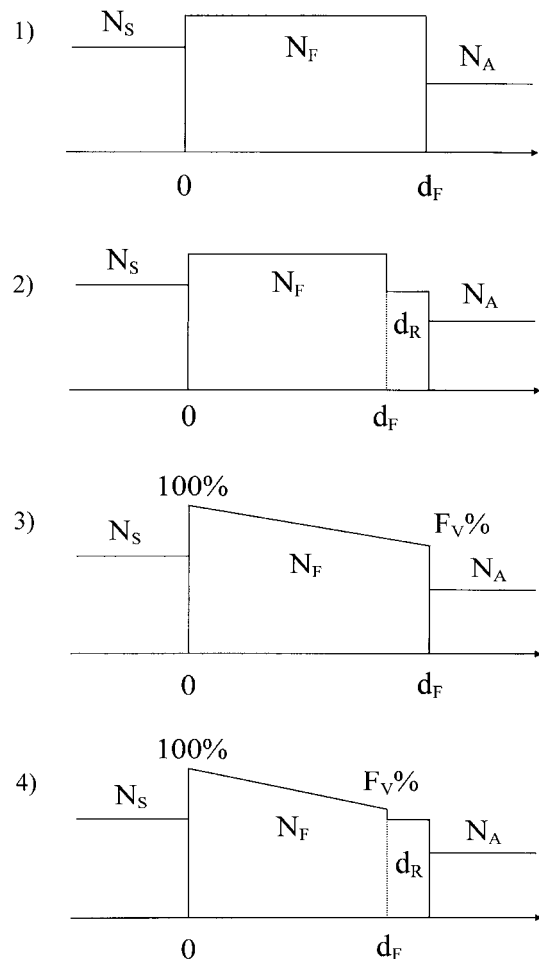 1)
N_S
N_F
N_A
0
d_F
2)
N_S
N_F
d_R
N_A
0
d_F
3)
100%
N_S
N_F
F_V%
N_A
0
d_F
4)
100%
N_S
N_F
F_V%
d_R
N_A
0
d_F